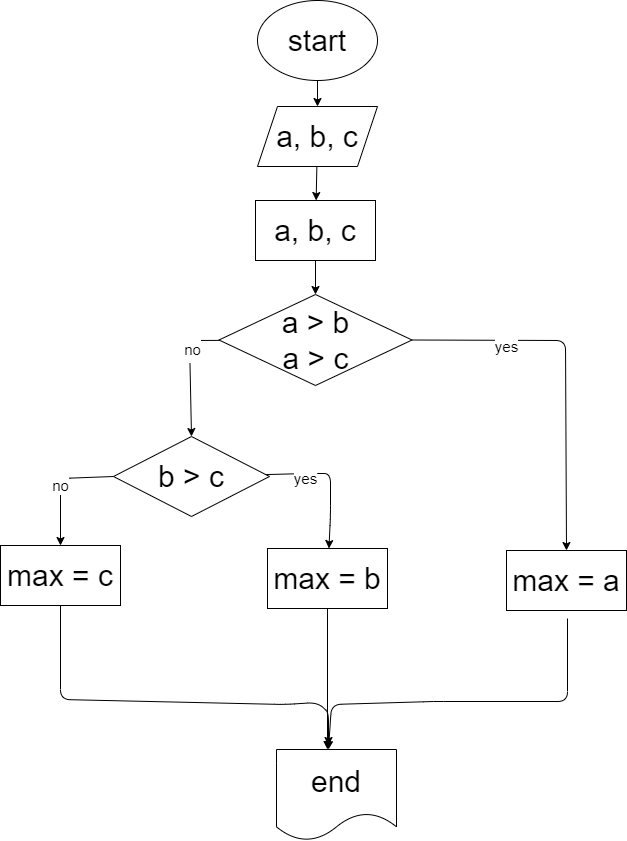 start
a, b, c
a, b, c
a > b
a > c
no
yes
b > c
no
yes
max = c
max = b
max = a
end